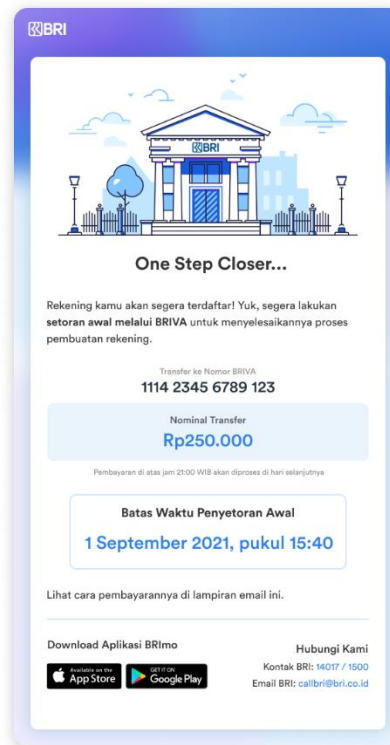 BRI
BRI
One Step Closer...
Rekening kamu akan segera terdaftar! Yuk, segera lakukan
setoran awal melalui BRIVA untuk menyelesaikannya proses
pembuatan rekening.
Transfer ke Nomor BRIVA
1114 2345 6789 123
Nominal Transfer
Rp250.000
Pembayaran di atas jam 21:00 WIB akan diproses di hari selanjutnya
Batas Waktu Penyetoran Awal
1 September 2021, pukul 15:40
Lihat cara pembayarannya di lampiran email ini.
Download Aplikasi BRImo
Available on the
App Store
GET IT ON
Google Play
Hubungi Kami
Kontak BRI: 14017 / 1500
Email BRI: callbri@bri.co.id